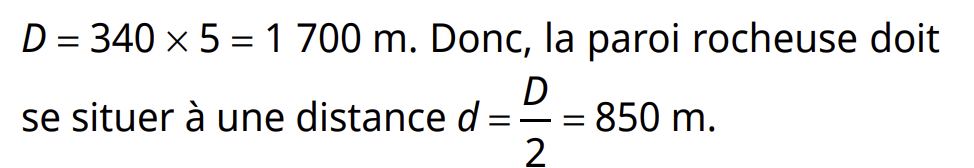 D = 340 × 5 = 1 700 m. Donc, la paroi rocheuse doit
se situer à une distance d = D/2 = 850 m.